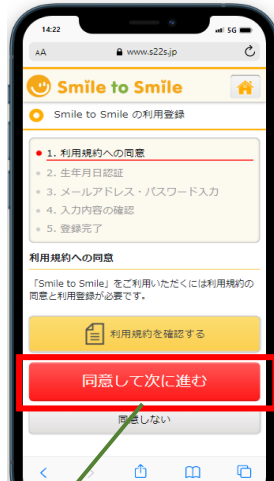 14:22
5G
AA
www.s22s.jp
Smile to Smile
Smile to Smile の利用登録
1. 利用規約への同意
2. 生年月日認証
3. メールアドレス・パスワード入力
4. 入力内容の確認
5. 登録完了
利用規約への同意
「Smile to Smile」をご利用いただくには利用規約の
同意と利用登録が必要です。
利用規約を確認する
同意して次に進む
同意しない